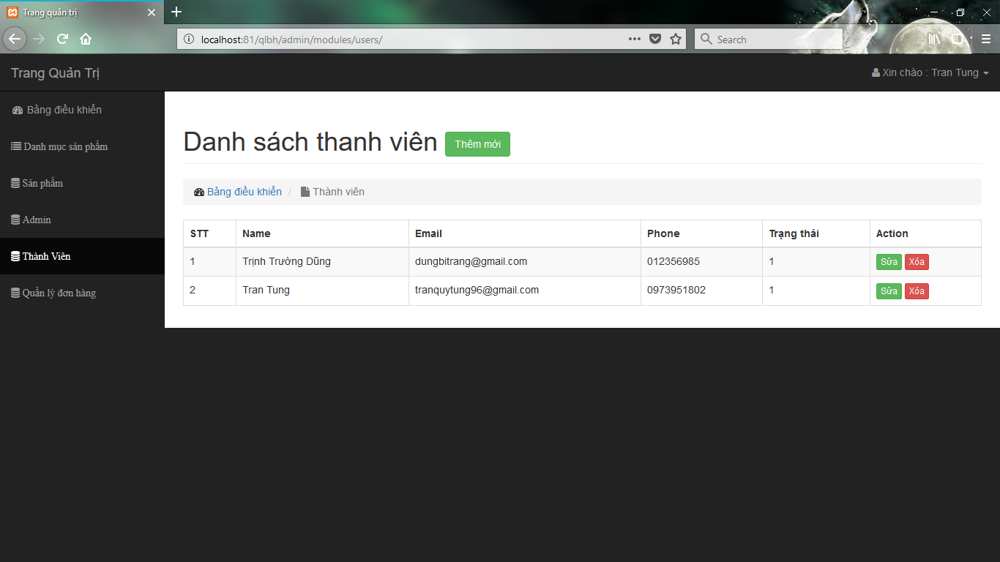 Trang quản trị
localhost:81/qlbh/admin/modules/users/
Search
Trang Quản Trị
Xin chào : Tran Tung
Bảng điều khiển
Danh mục sản phẩm
Sản phẩm
Admin
Thành Viên
Quản lý đơn hàng
Danh sách thanh viên Thêm mới
Bảng điều khiển / Thành viên
STT Name Email Phone Trạng thái Action
1 Trịnh Trường Dũng dungbitrang@gmail.com 012356985 1 Sửa Xóa
2 Tran Tung tranquytung96@gmail.com 0973951802 1 Sửa Xóa